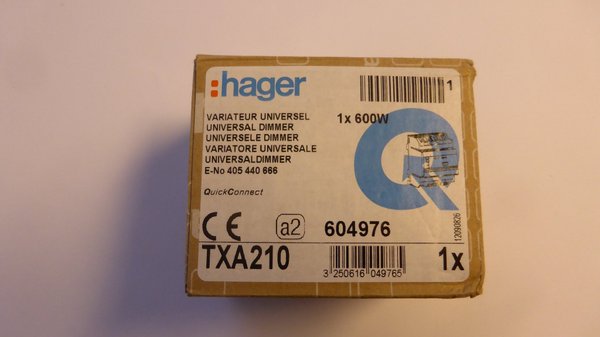 :hager
1
VARIATEUR UNIVERSEL
1x 600W
UNIVERSAL DIMMER
UNIVERSELE DIMMER
VARIATORE UNIVERSALE
UNIVERSALDIMMER
E-No 405 440 666
QuickConnect
Q
CE
a2
604976
12090826
TXA210
3 250616 049765
1x